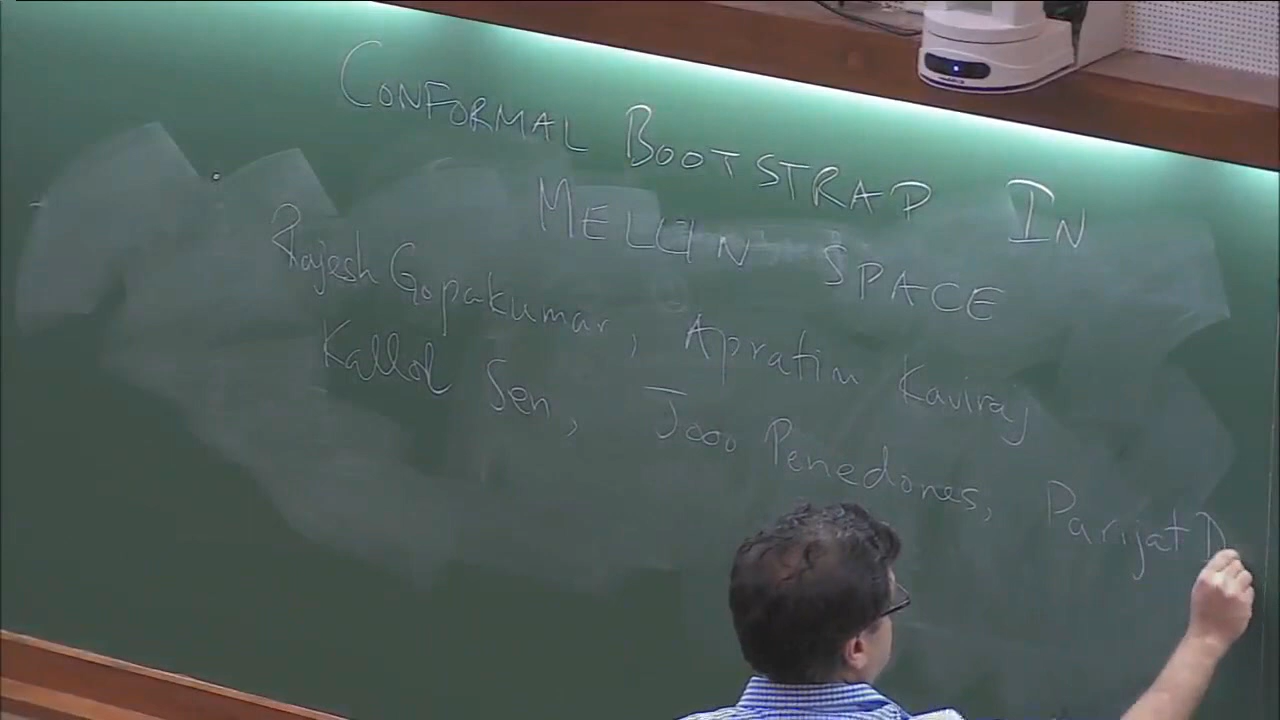 CONFORMAL BOOTSTRAP IN
MELLIN SPACE
Rajesh Gopakumar, Apratim Kaviraj
Kallol Sen, Joao Penedones, Parijat D